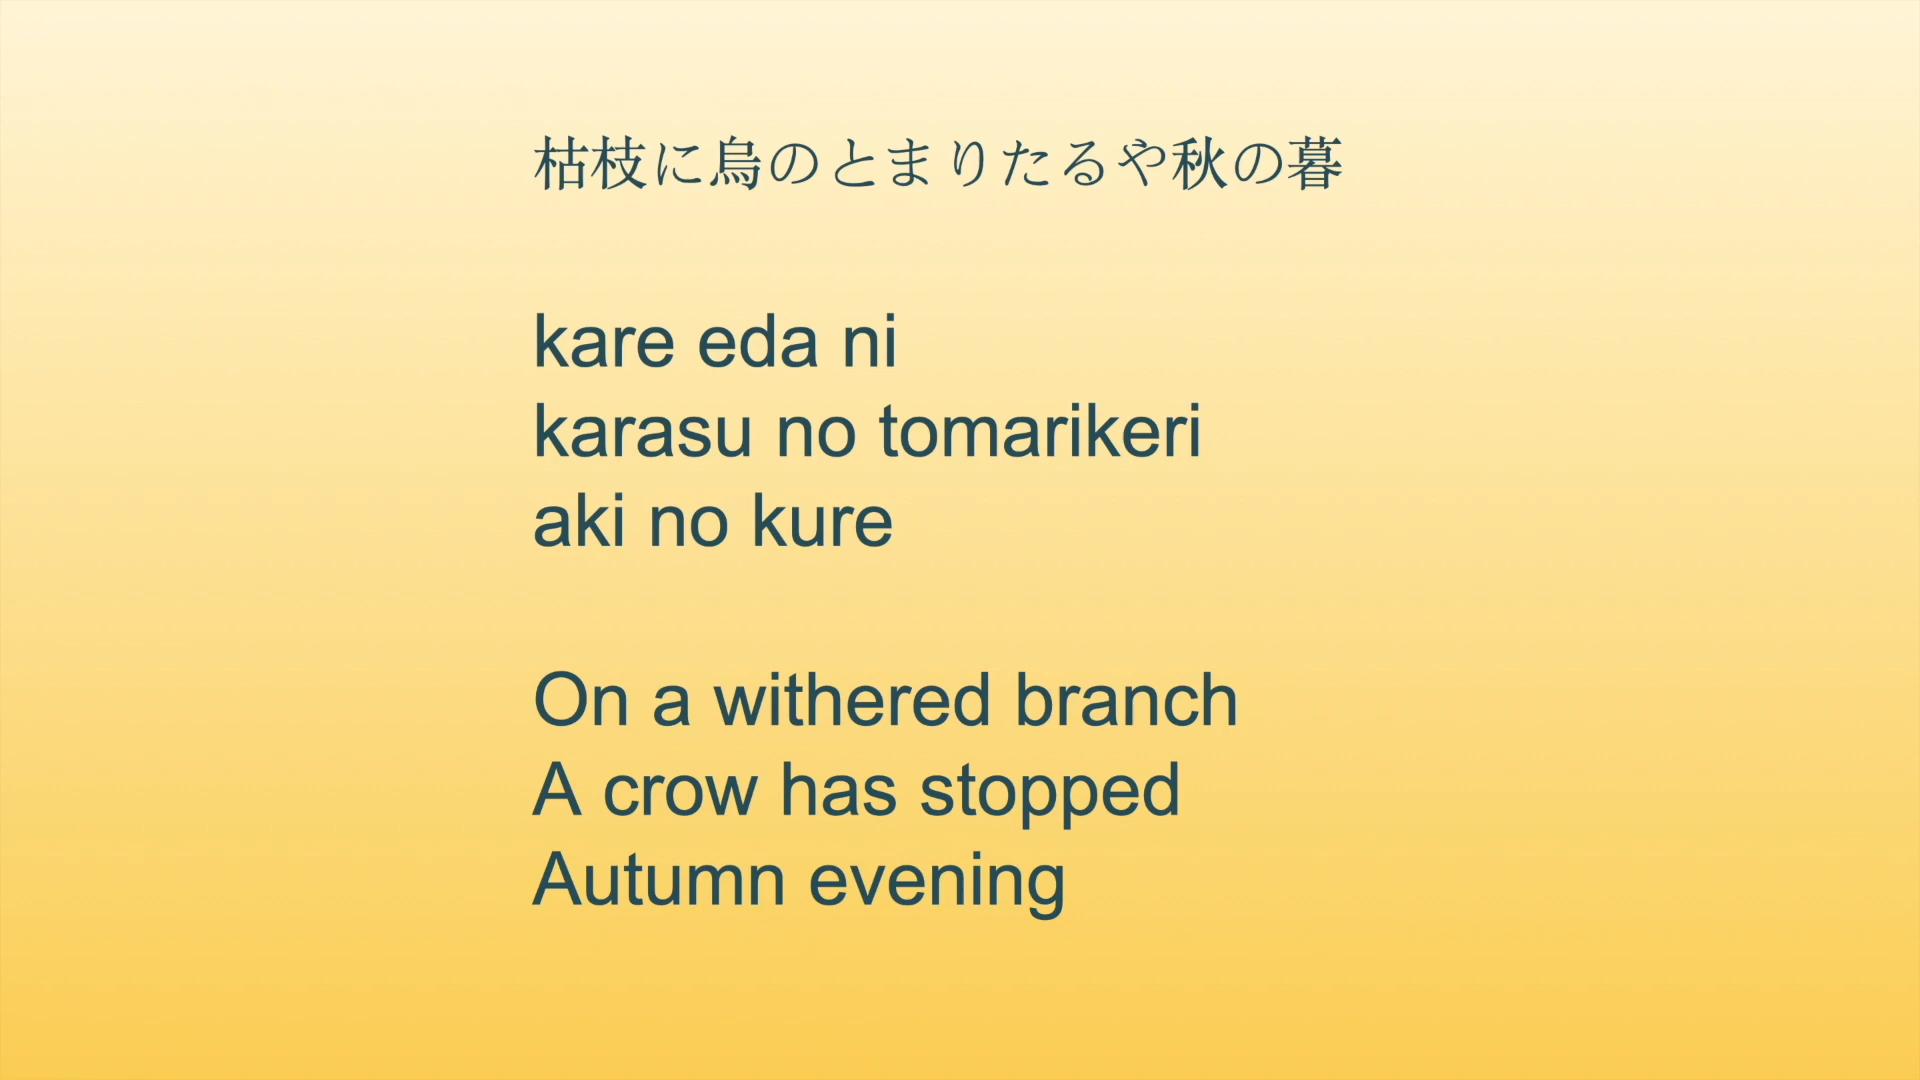 枯枝に烏のとまりたるや秋の暮
kare eda ni
karasu no tomarikeri
aki no kure
On a withered branch
A crow has stopped
Autumn evening